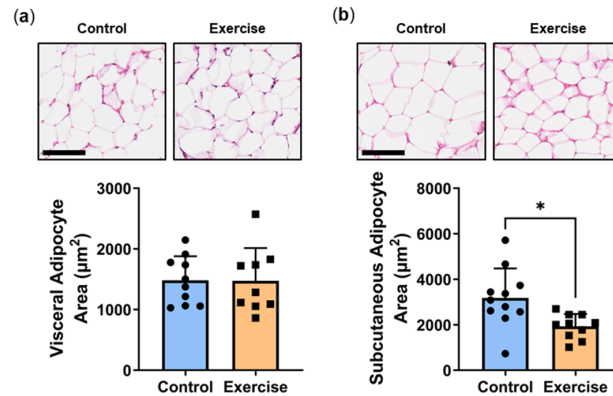 (a)
Control Exercise
Visceral Adipocyte
Area (µm²)
3000
2000
1000
0
Control Exercise
(b)
Control Exercise
Subcutaneous Adipocyte
Area (µm²)
8000
6000
4000
2000
0
*
Control Exercise